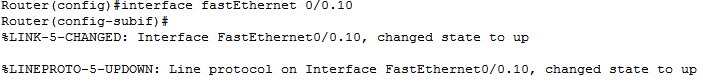 Router(config)#interface fastEthernet 0/0.10
Router(config-subif)#
%LINK-5-CHANGED: Interface FastEthernet0/0.10, changed state to up
%LINEPROTO-5-UPDOWN: Line protocol on Interface FastEthernet0/0.10, changed state to up